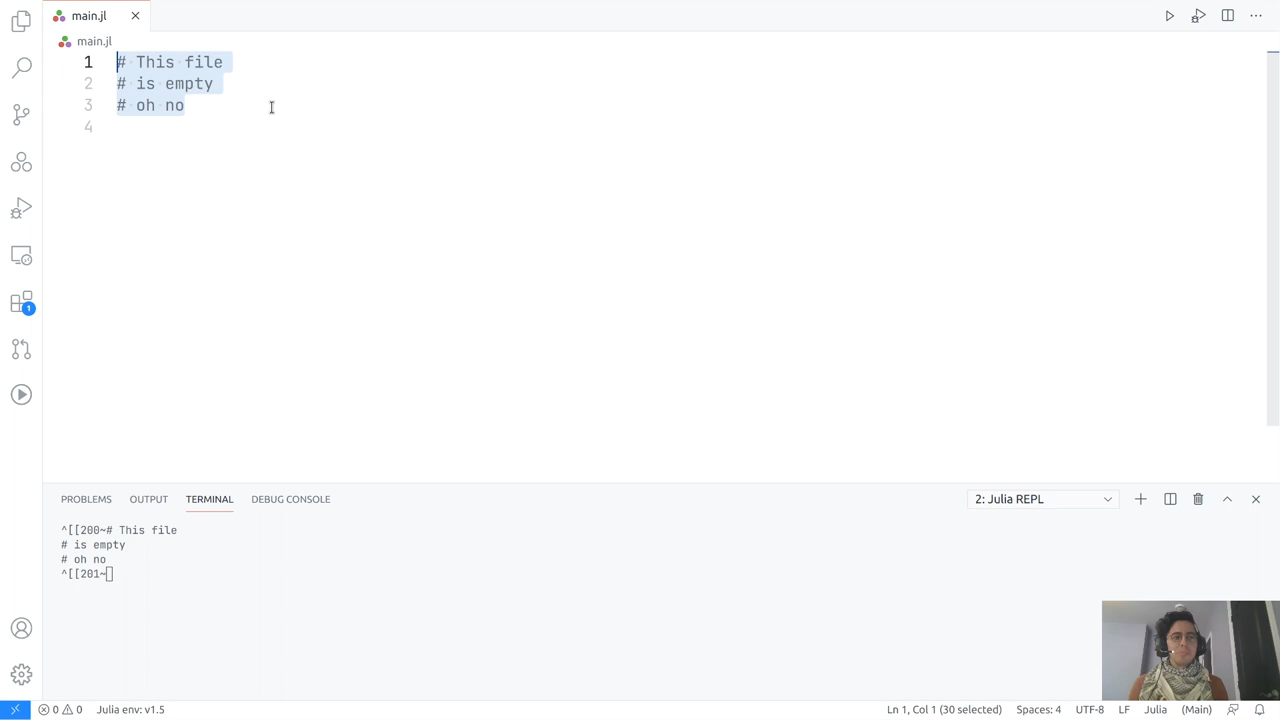 main.jl
main.jl
1 # This file
2 # is empty
3 # oh no
4
1
PROBLEMS OUTPUT TERMINAL DEBUG CONSOLE 2: Julia REPL
^[[200~# This file
# is empty
# oh no
^[[201~
0 0 Julia env: v1.5 Ln 1, Col 1 (30 selected) Spaces: 4 UTF-8 LF Julia (Main)